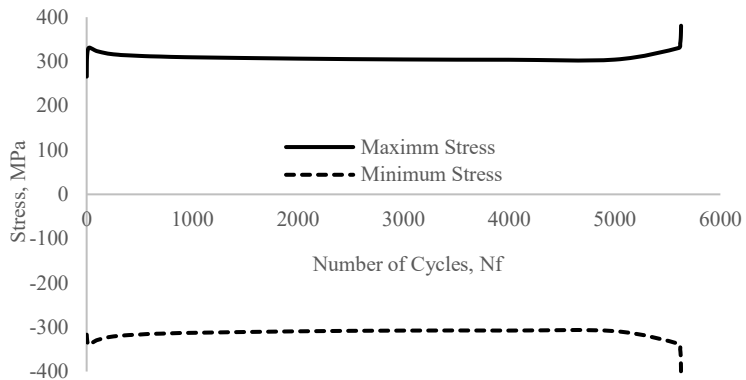 400
300
200
100
0
-100
-200
-300
-400
Stress, MPa
Maximm Stress
Minimum Stress
0 1000 2000 3000 4000 5000 6000
Number of Cycles, Nf